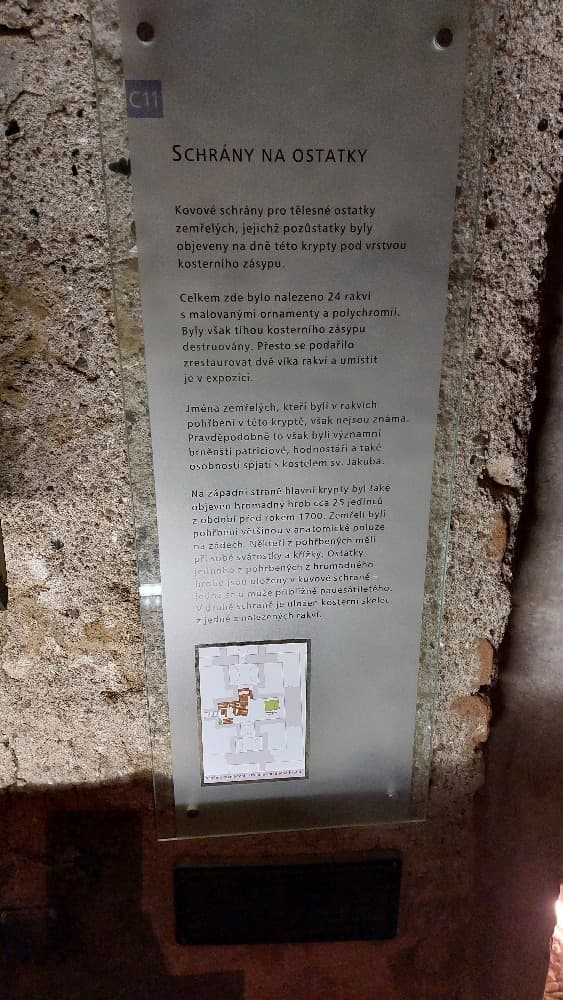 C11
SCHRÁNY NA OSTATKY
Kovové schrány pro tělesné ostatky
zemřelých, jejichž pozůstatky byly
objeveny na dně této krypty pod vrstvou
kosterního zásypu.
Celkem zde bylo nalezeno 24 rakví
s malovanými ornamenty a polychromií.
Byly však tíhou kosterního zásypu
destruovány. Přesto se podařilo
zrestaurovat dvě víka rakví a umístit
je v expozici.
Jména zemřelých, kteří byli v rakvích
pohřbeni v této kryptě, však nejsou známa.
Pravděpodobně to však byli významní
brněnští patriciové, hodnostáři a také
osobnosti spjatí s kostelem sv. Jakuba.
Na západní straně hlavní krypty byl také
objeven hromadný hrob cca 25 jedinců
z období před rokem 1700. Zemřelí byli
pohřbeni většinou v anatomické poloze
na zádech. Někteří z pohřbených měli
při sobě svátostky a křížky. Ostatky
jednoho z pohřbených z hromadného
hrobu jsou uloženy v kovové schráně –
jedná se o muže přibližně padesátiletého.
V druhé schráně je uložen kosterní skelet
z jedné z nalezených rakví.